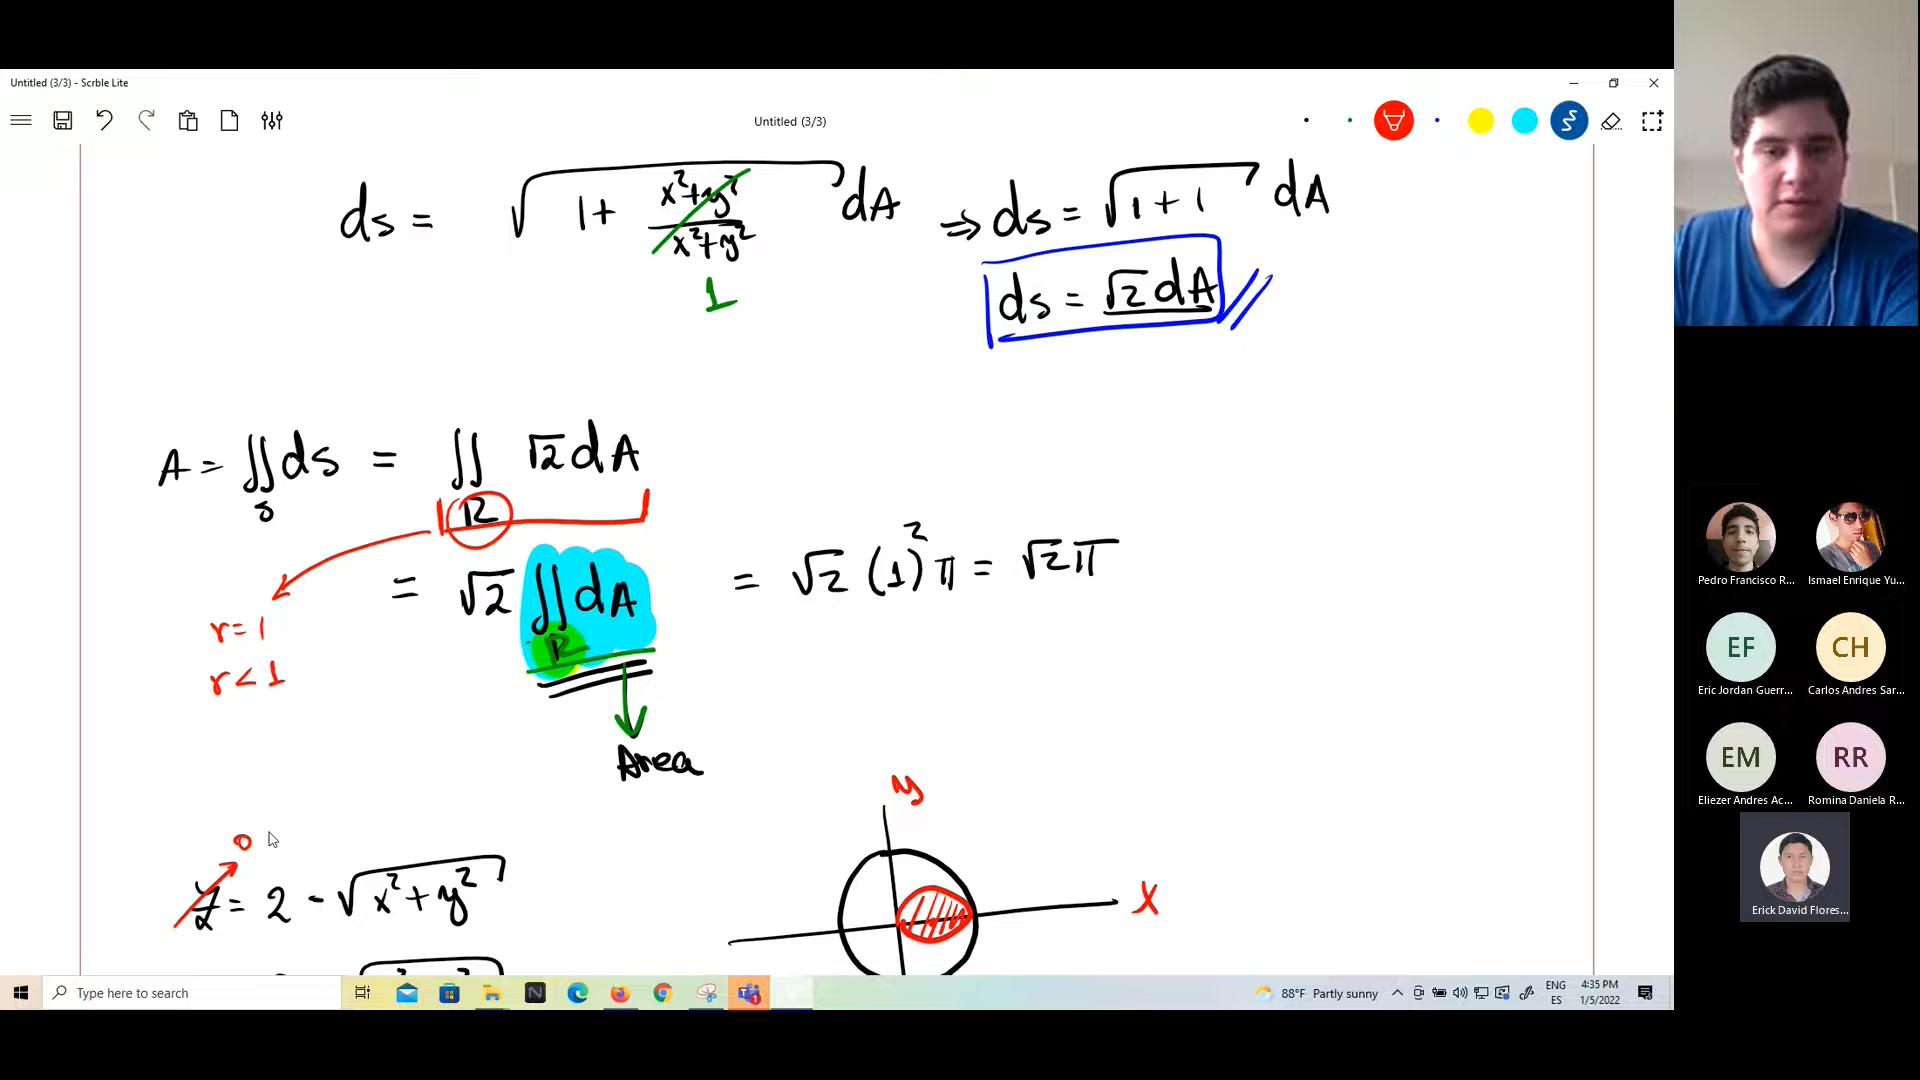 Untitled (3/3) - Scrble Lite
Untitled (3/3)
ds = √(1 + (x²+y²)/(x²+y²)) dA ⇒ ds = √(1+1) dA
1
ds = √2 dA
A = ∬ ds = ∬ √2 dA
S R
= √2 ∬ dA = √2 (1)² π = √2 π
R
r = 1
r < 1
Area
y
0
z = 2 - √(x²+y²)
x
Pedro Francisco R...
Ismael Enrique Yu...
EF
CH
Eric Jordan Guerr...
Carlos Andres Sar...
EM
RR
Eliezer Andres Ac...
Romina Daniela R...
Erick David Flores...
Type here to search
N
1
88°F Partly sunny
ENG
ES
4:35 PM
1/5/2022